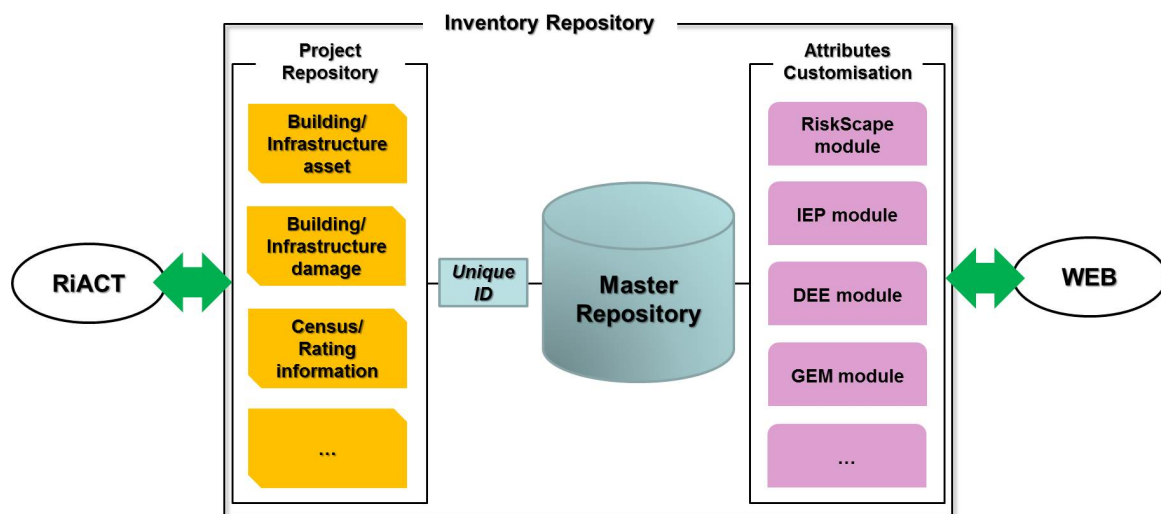 Inventory Repository
Project
Repository
Building/
Infrastructure
asset
Building/
Infrastructure
damage
Census/
Rating
information
...
RiACT
Unique
ID
Master
Repository
Attributes
Customisation
RiskScape
module
IEP module
DEE module
GEM module
...
WEB